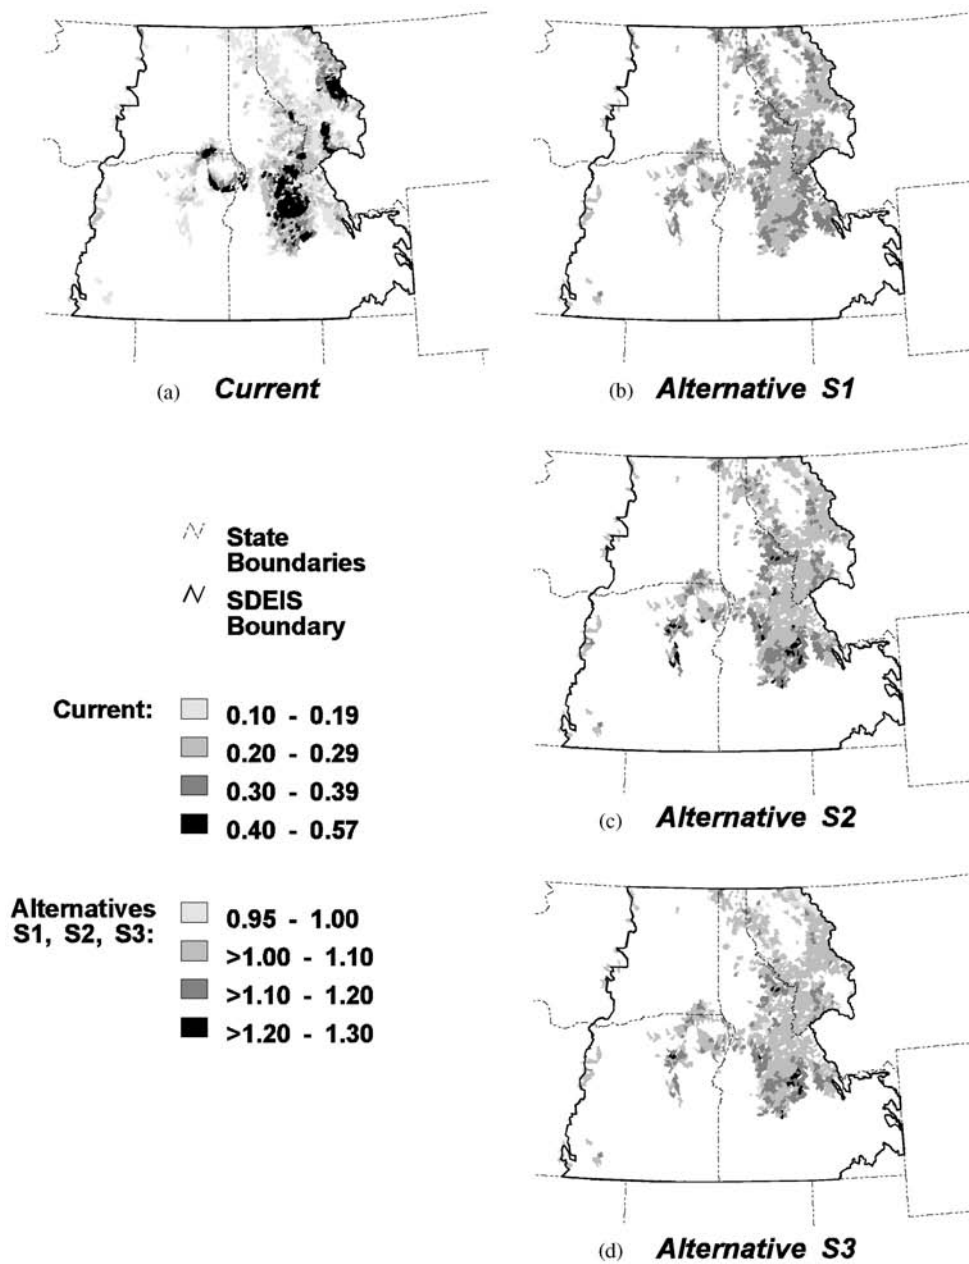 (a) Current
(b) Alternative S1
State
Boundaries
SDEIS
Boundary
Current:
0.10 - 0.19
0.20 - 0.29
0.30 - 0.39
0.40 - 0.57
(c) Alternative S2
Alternatives
S1, S2, S3:
0.95 - 1.00
>1.00 - 1.10
>1.10 - 1.20
>1.20 - 1.30
(d) Alternative S3